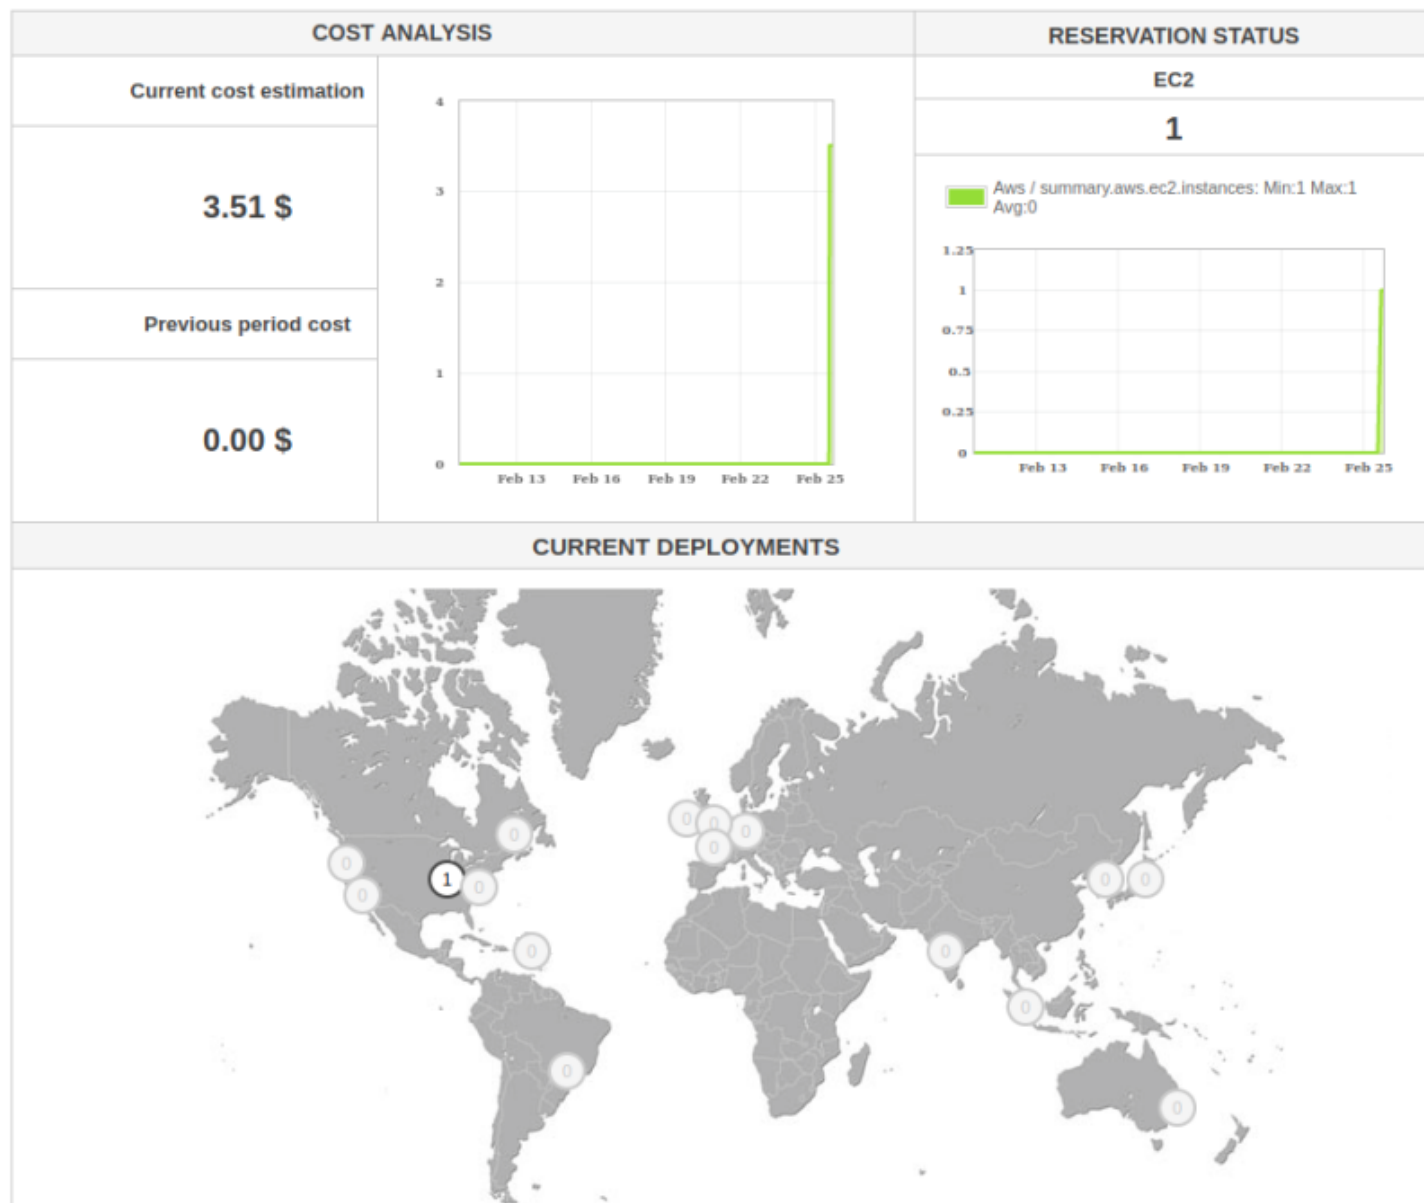 COST ANALYSIS
RESERVATION STATUS
Current cost estimation
3.51 $
Previous period cost
0.00 $
4
3
2
1
0
Feb 13 Feb 16 Feb 19 Feb 22 Feb 25
EC2
1
Aws / summary.aws.ec2.instances: Min:1 Max:1
Avg:0
1.25
1
0.75
0.5
0.25
0
Feb 13 Feb 16 Feb 19 Feb 22 Feb 25
CURRENT DEPLOYMENTS
0 0 0
0 0
0 1 0 0 0
0
0 0
0
0
0